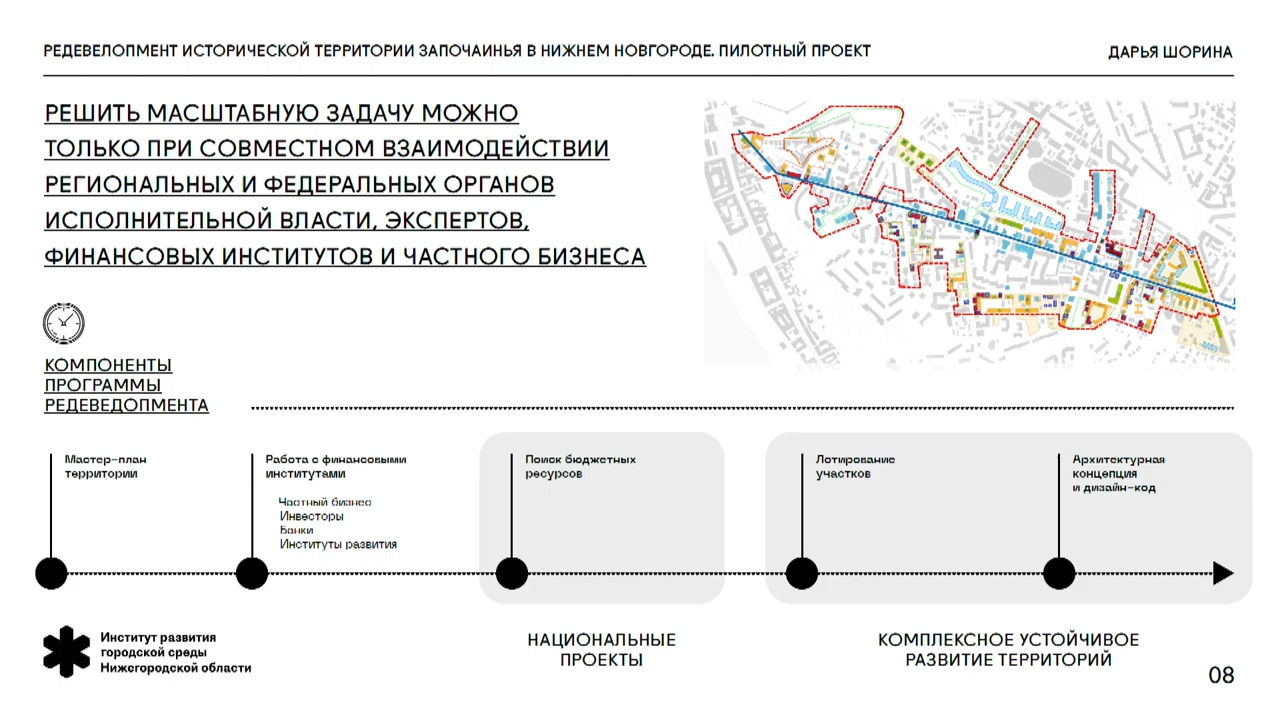 РЕДЕВЕЛОПМЕНТ ИСТОРИЧЕСКОЙ ТЕРРИТОРИИ ЗАПОЧАИНЬЯ В НИЖНЕМ НОВГОРОДЕ. ПИЛОТНЫЙ ПРОЕКТ
ДАРЬЯ ШОРИНА
РЕШИТЬ МАСШТАБНУЮ ЗАДАЧУ МОЖНО
ТОЛЬКО ПРИ СОВМЕСТНОМ ВЗАИМОДЕЙСТВИИ
РЕГИОНАЛЬНЫХ И ФЕДЕРАЛЬНЫХ ОРГАНОВ
ИСПОЛНИТЕЛЬНОЙ ВЛАСТИ, ЭКСПЕРТОВ,
ФИНАНСОВЫХ ИНСТИТУТОВ И ЧАСТНОГО БИЗНЕСА
КОМПОНЕНТЫ
ПРОГРАММЫ
РЕДЕВЕДОПМЕНТА
Мастер-план
территории
Работа с финансовыми
институтами
Частный бизнес
Инвесторы
Банки
Институты развития
Поиск бюджетных
ресурсов
Лотирование
участков
Архитектурная
концепция
и дизайн-код
НАЦИОНАЛЬНЫЕ
ПРОЕКТЫ
КОМПЛЕКСНОЕ УСТОЙЧИВОЕ
РАЗВИТИЕ ТЕРРИТОРИЙ
Институт развития
городской среды
Нижегородской области
08